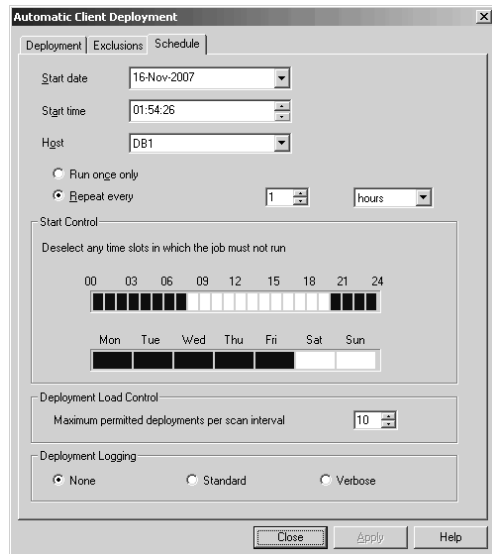 Automatic Client Deployment
Deployment Exclusions Schedule
Start date 16-Nov-2007
Start time 01:54:26
Host DB1
Run once only
Repeat every 1 hours
Start Control
Deselect any time slots in which the job must not run
00 03 06 09 12 15 18 21 24
Mon Tue Wed Thu Fri Sat Sun
Deployment Load Control
Maximum permitted deployments per scan interval 10
Deployment Logging
None Standard Verbose
Close Apply Help